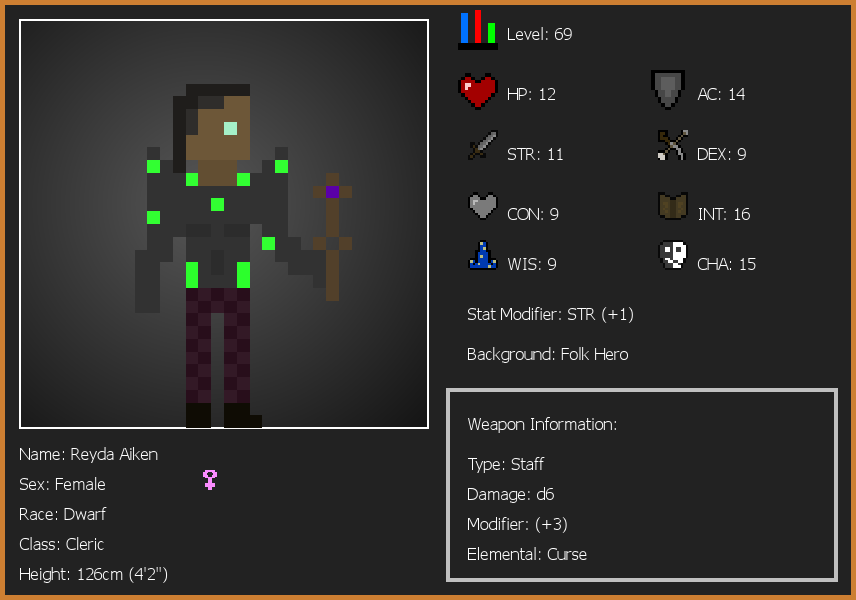 Level: 69
HP: 12
AC: 14
STR: 11
DEX: 9
CON: 9
INT: 16
WIS: 9
CHA: 15
Stat Modifier: STR (+1)
Background: Folk Hero
Weapon Information:
Type: Staff
Damage: d6
Modifier: (+3)
Elemental: Curse
Name: Reyda Aiken
Sex: Female
Race: Dwarf
Class: Cleric
Height: 126cm (4'2")